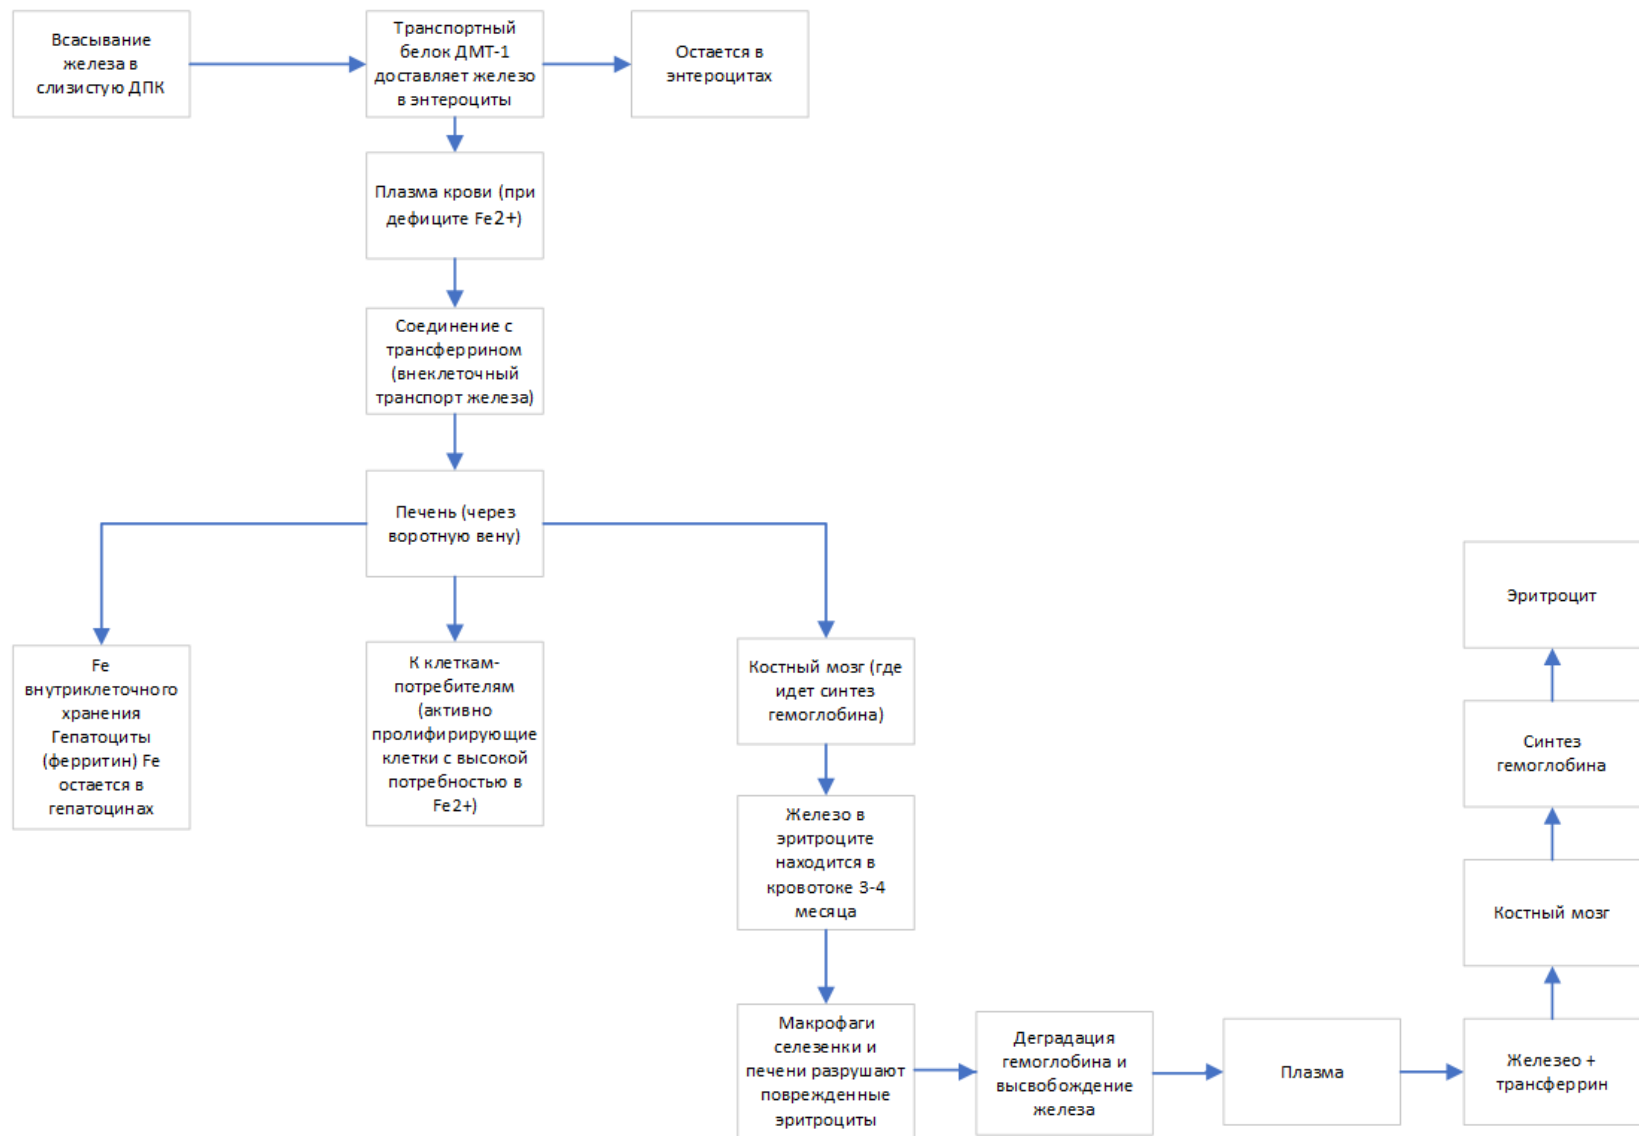 Всасывание
железа в
слизистую ДПК
Транспортный
белок ДМТ-1
доставляет железо
в энтероциты
Остается в
энтероцитах
Плазма крови (при
дефиците Fe2+)
Соединение с
трансферрином
(внеклеточный
транспорт железа)
Печень (через
воротную вену)
Fe
внутриклеточного
хранения
Гепатоциты
(ферритин) Fe
остается в
гепатоцинах
К клеткам-
потребителям
(активно
пролифирирующие
клетки с высокой
потребностью в
Fe2+)
Костный мозг (где
идет синтез
гемоглобина)
Железо в
эритроците
находится в
кровотоке 3-4
месяца
Макрофаги
селезенки и
печени разрушают
поврежденные
эритроциты
Деградация
гемоглобина и
высвобождение
железа
Плазма
Железео +
трансферрин
Костный мозг
Синтез
гемоглобина
Эритроцит